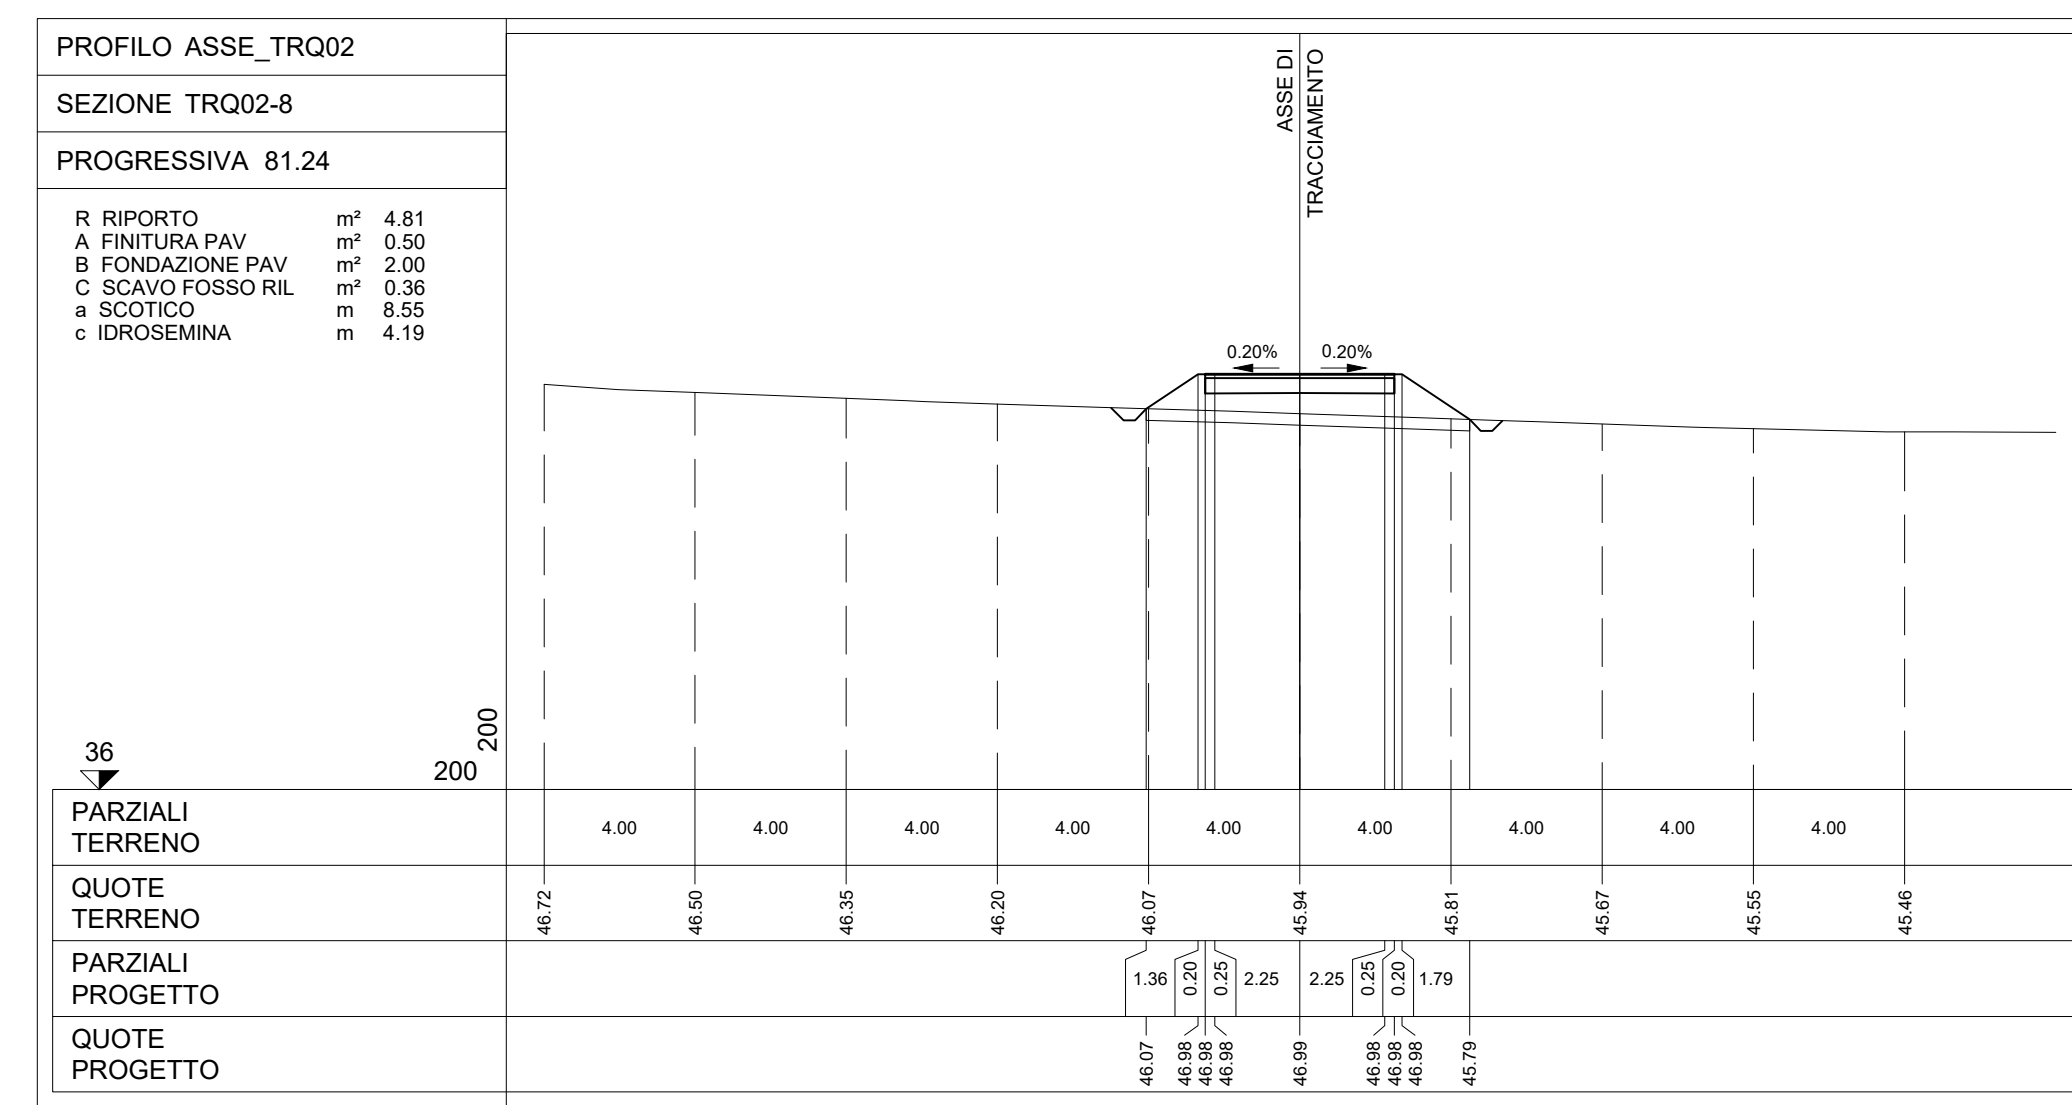 PROFILO ASSE_TRQ02
SEZIONE TRQ02-8
PROGRESSIVA 81.24
R RIPORTO m² 4.81
A FINITURA PAV m² 0.50
B FONDAZIONE PAV m² 2.00
C SCAVO FOSSO RIL m² 0.36
a SCOTICO m 8.55
c IDROSEMINA m 4.19
ASSE DI
TRACCIAMENTO
0.20% 0.20%
36
200
200
PARZIALI
TERRENO
4.00 4.00 4.00 4.00 4.00 4.00 4.00 4.00 4.00
QUOTE
TERRENO
46.72 46.50 46.35 46.20 46.07 45.94 45.81 45.67 45.55 45.46
PARZIALI
PROGETTO
1.36 0.20 0.25 2.25 2.25 0.25 0.20 1.79
QUOTE
PROGETTO
46.07 46.98 46.98 46.98 46.99 46.98 46.98 46.98 45.79